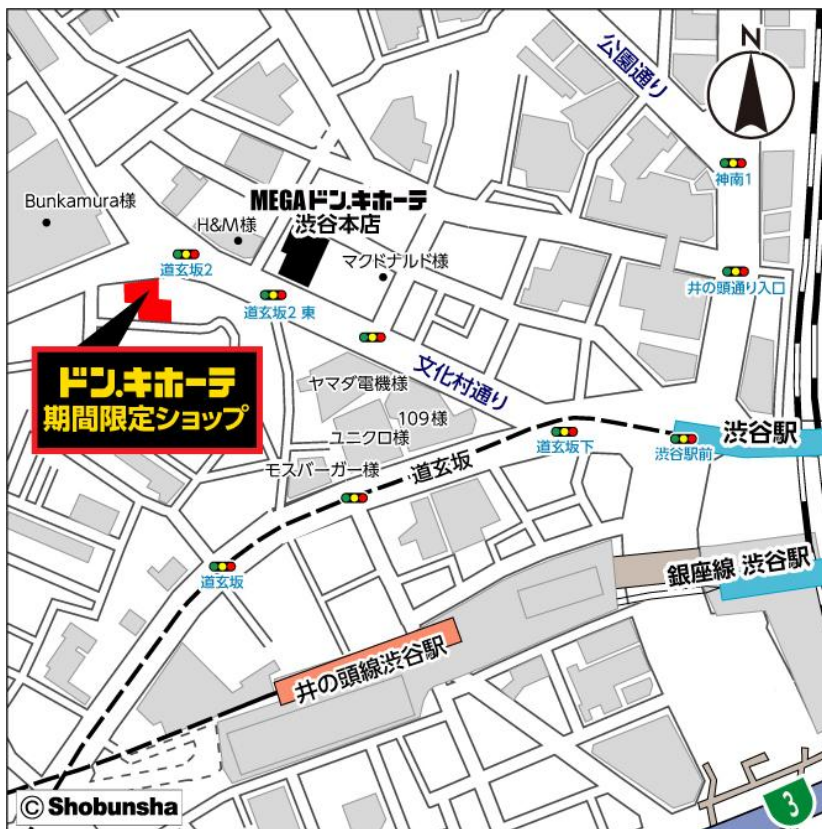 公園通り
N
神南1
MEGAドン.キホーテ
渋谷本店
Bunkamura様
H&M様
マクドナルド様
道玄坂2
井の頭通り入口
道玄坂2 東
ドン.キホーテ
期間限定ショップ
ヤマダ電機様
文化村通り
109様
ユニクロ様
モスバーガー様
道玄坂
道玄坂下
渋谷駅前
渋谷駅
道玄坂
銀座線 渋谷駅
井の頭線渋谷駅
© Shobunsha
3